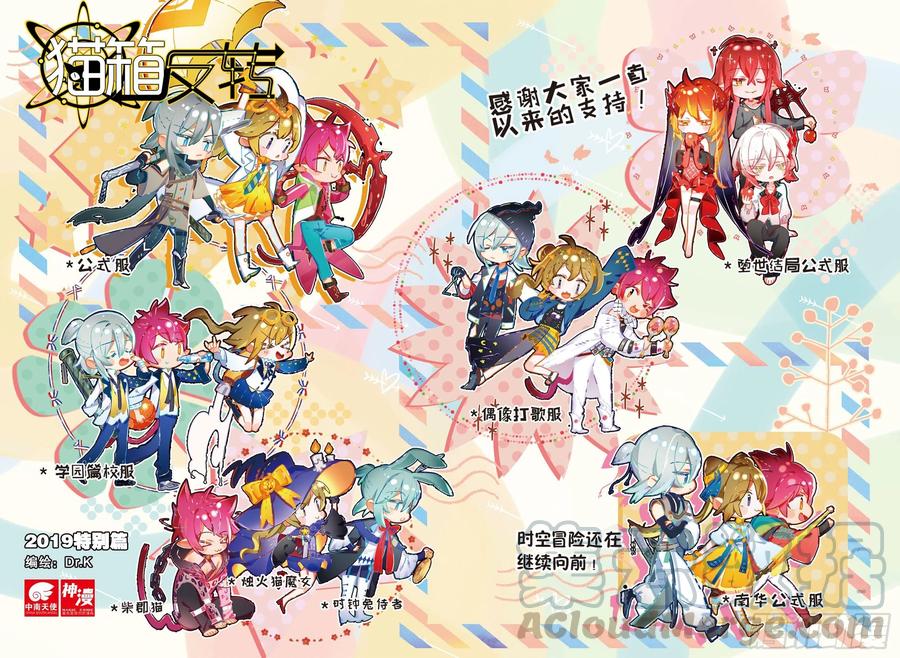 猫箱反转
感谢大家一直
以来的支持！
*公式服
*堕世结局公式服
*偶像打歌服
*学园篇校服
2019特别篇
编绘：Dr.K
中南天使
神漫
*柴郡猫
*烛火猫魔女
*时钟兔侍者
时空冒险还在
继续向前！
*南华公式服
ACloudMerge.com